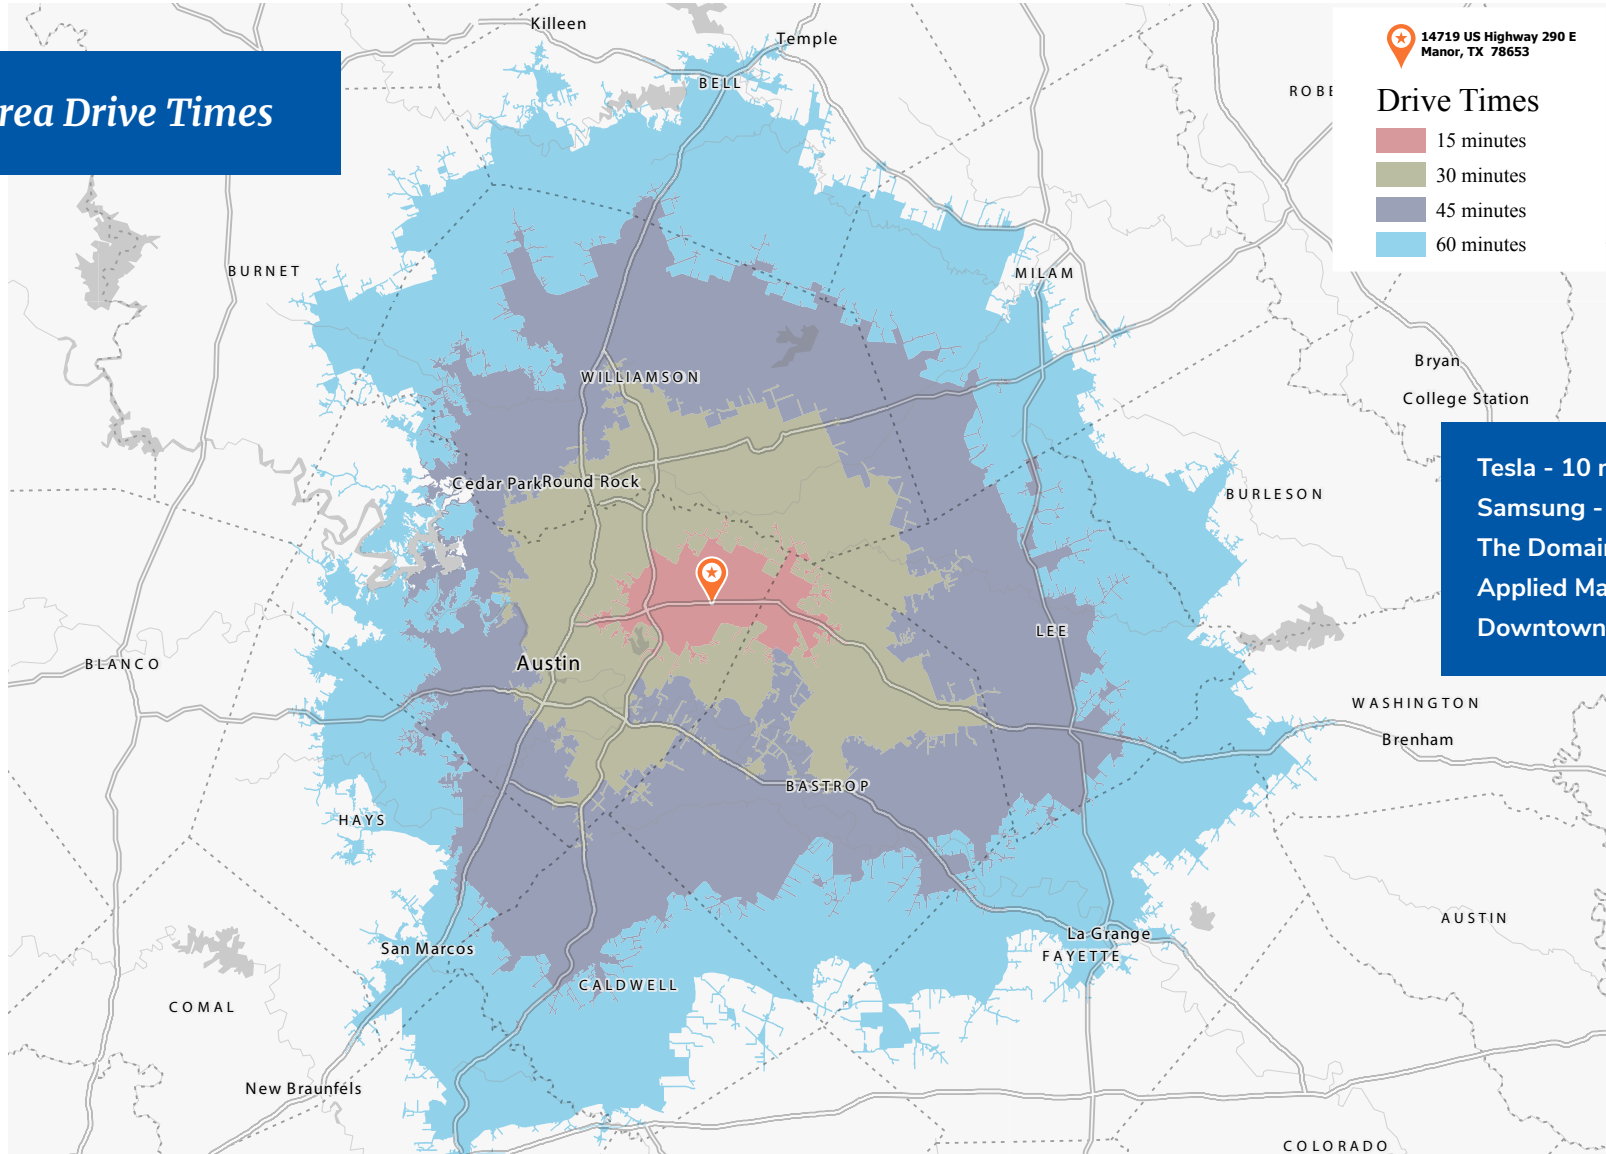 Killeen
Temple
BELL
rea Drive Times
14719 US Highway 290 E
Manor, TX 78653
Drive Times
15 minutes
30 minutes
45 minutes
60 minutes
ROBE
BURNET
MILAM
WILLIAMSON
Bryan
College Station
Cedar Park
Round Rock
BURLESON
Tesla - 10
Samsung -
The Domain
Applied Ma
Downtown
LEE
Austin
BLANCO
WASHINGTON
Brenham
BASTROP
HAYS
San Marcos
La Grange
FAYETTE
AUSTIN
CALDWELL
COMAL
New Braunfels
COLORADO